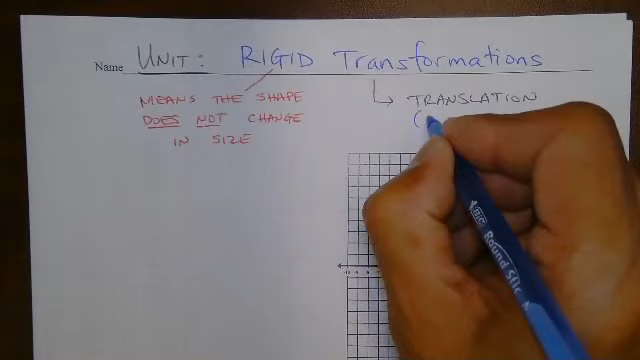 Name UNIT: RIGID Transformations
MEANS THE SHAPE
DOES NOT CHANGE
IN SIZE
TRANSLATION
(
BIC Round Stic